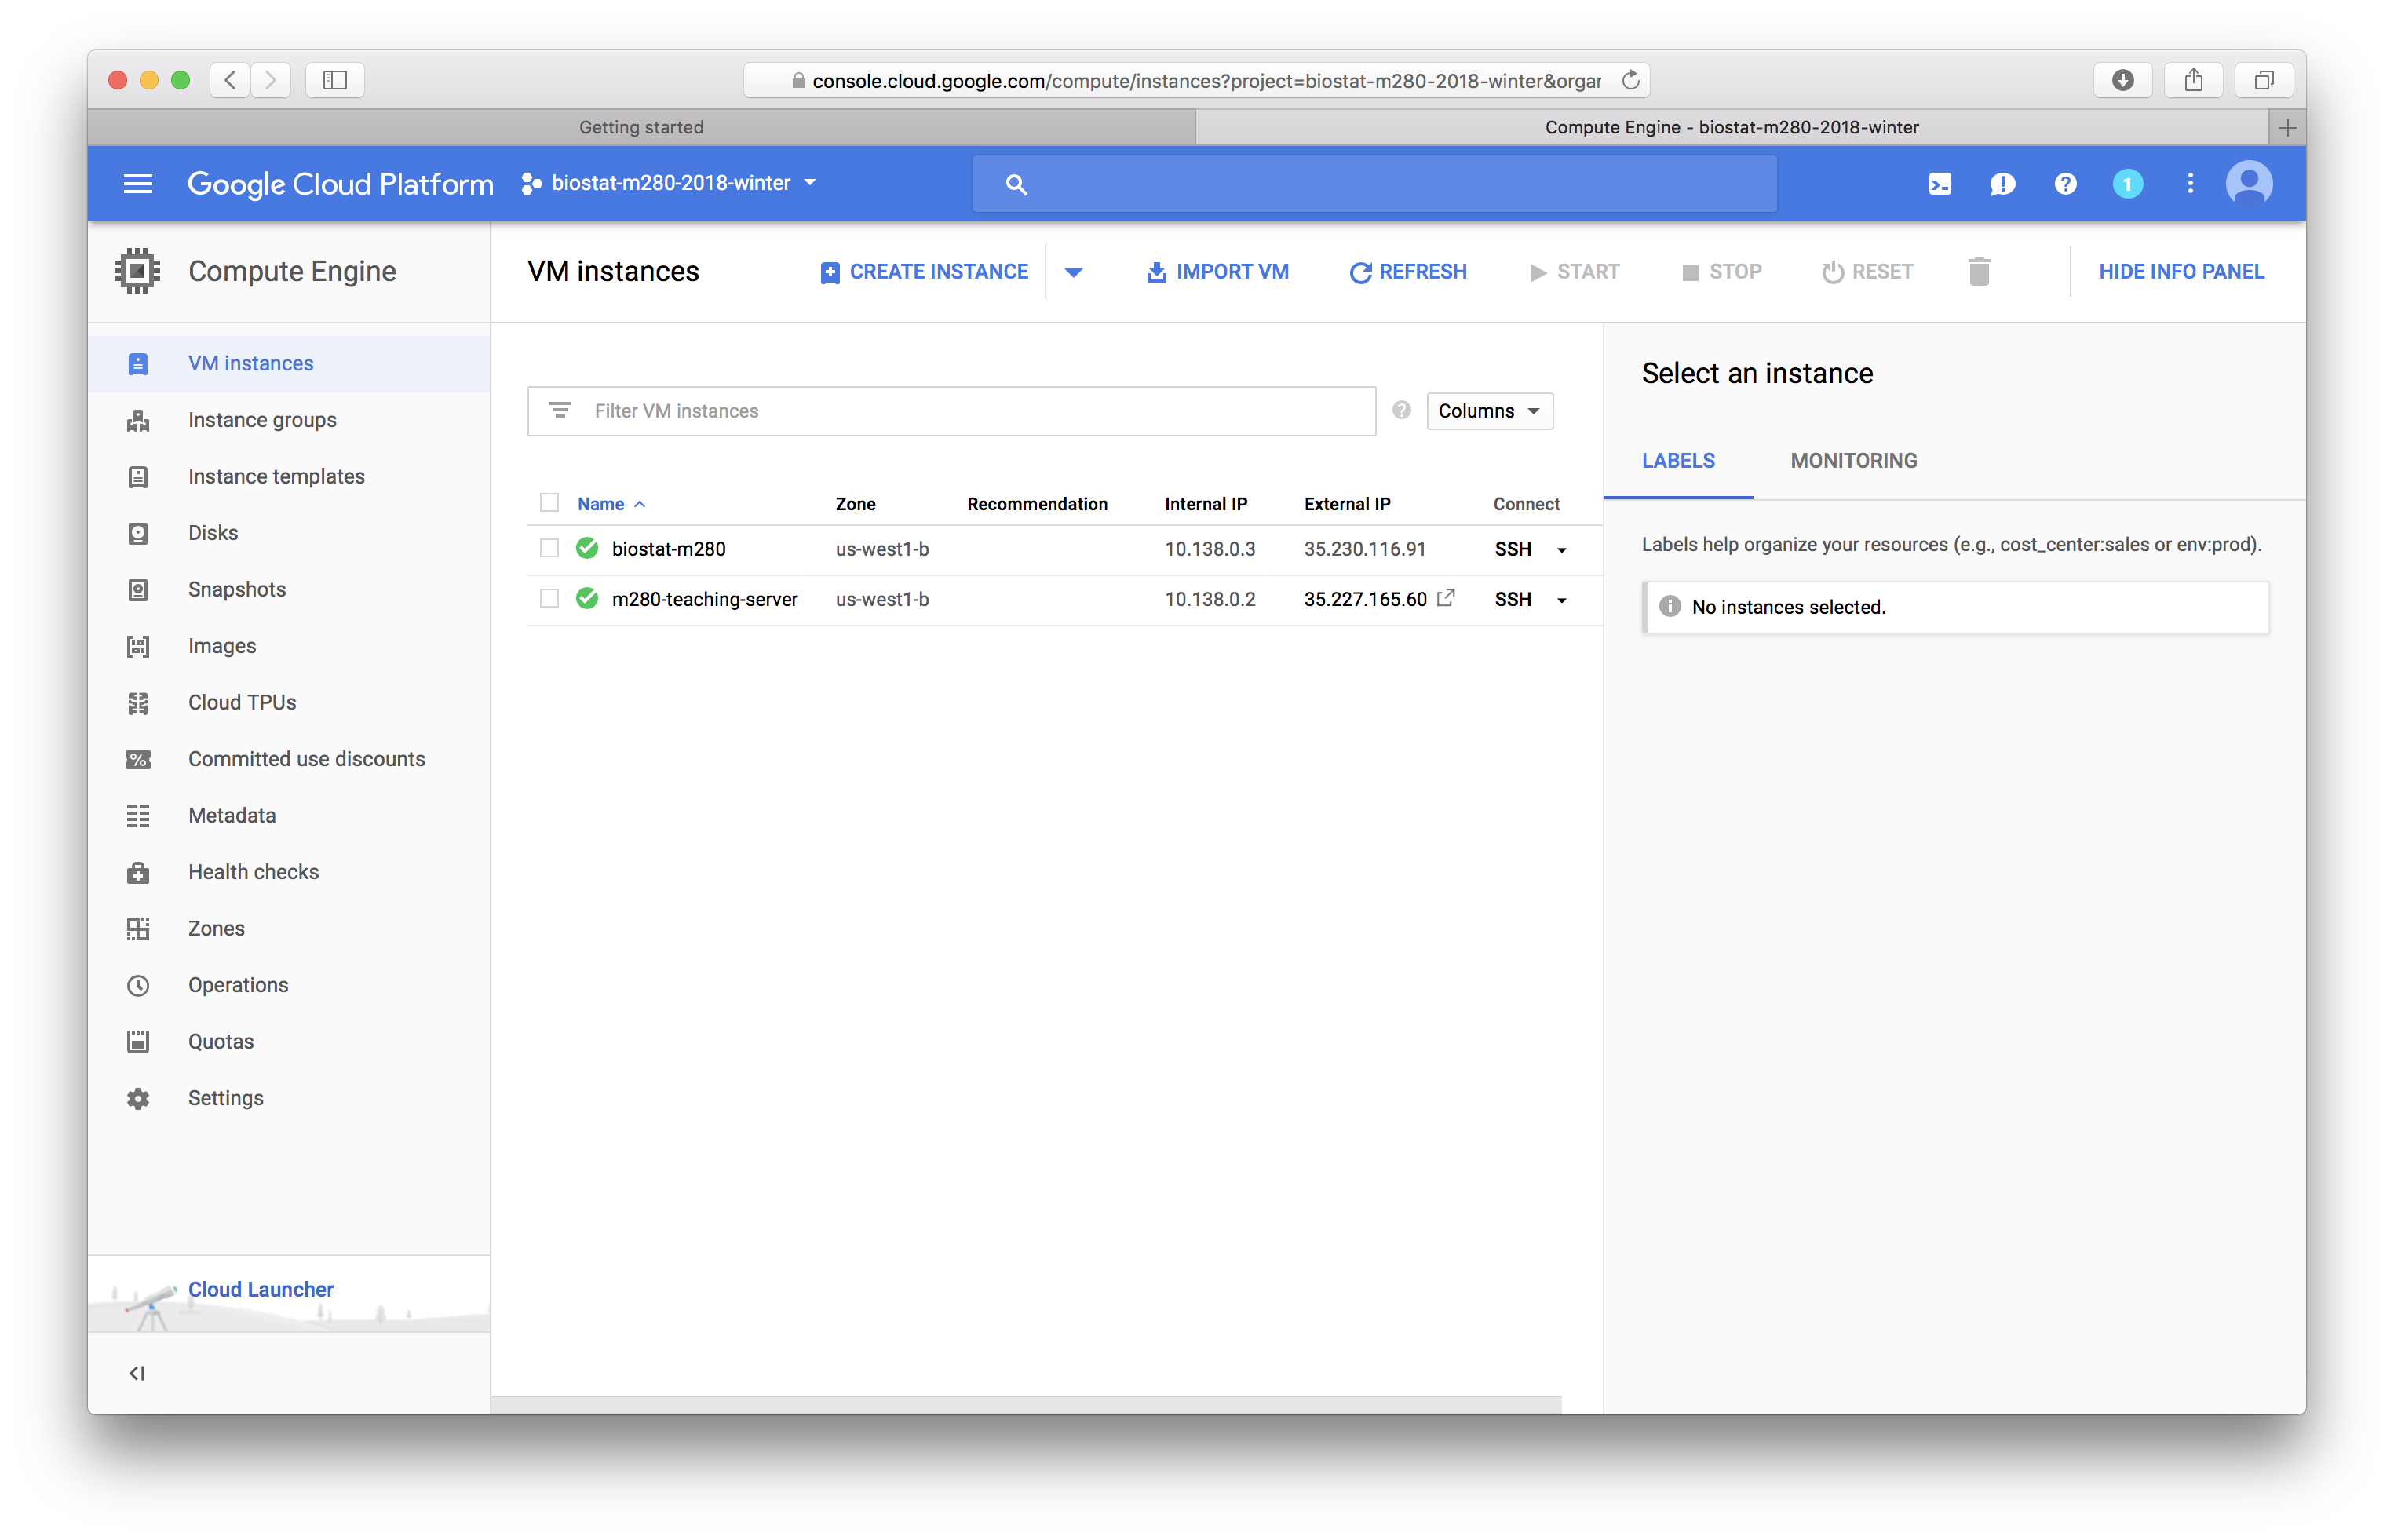 console.cloud.google.com/compute/instances?project=biostat-m280-2018-winter&organ
Getting started
Compute Engine - biostat-m280-2018-winter
Google Cloud Platform
biostat-m280-2018-winter
1
Compute Engine
VM instances
CREATE INSTANCE
IMPORT VM
REFRESH
START
STOP
RESET
HIDE INFO PANEL
VM instances
Instance groups
Instance templates
Disks
Snapshots
Images
Cloud TPUs
Committed use discounts
Metadata
Health checks
Zones
Operations
Quotas
Settings
Cloud Launcher
Filter VM instances
Columns
Name Zone Recommendation Internal IP External IP Connect
biostat-m280 us-west1-b 10.138.0.3 35.230.116.91 SSH
m280-teaching-server us-west1-b 10.138.0.2 35.227.165.60 SSH
Select an instance
LABELS
MONITORING
Labels help organize your resources (e.g., cost_center:sales or env:prod).
No instances selected.